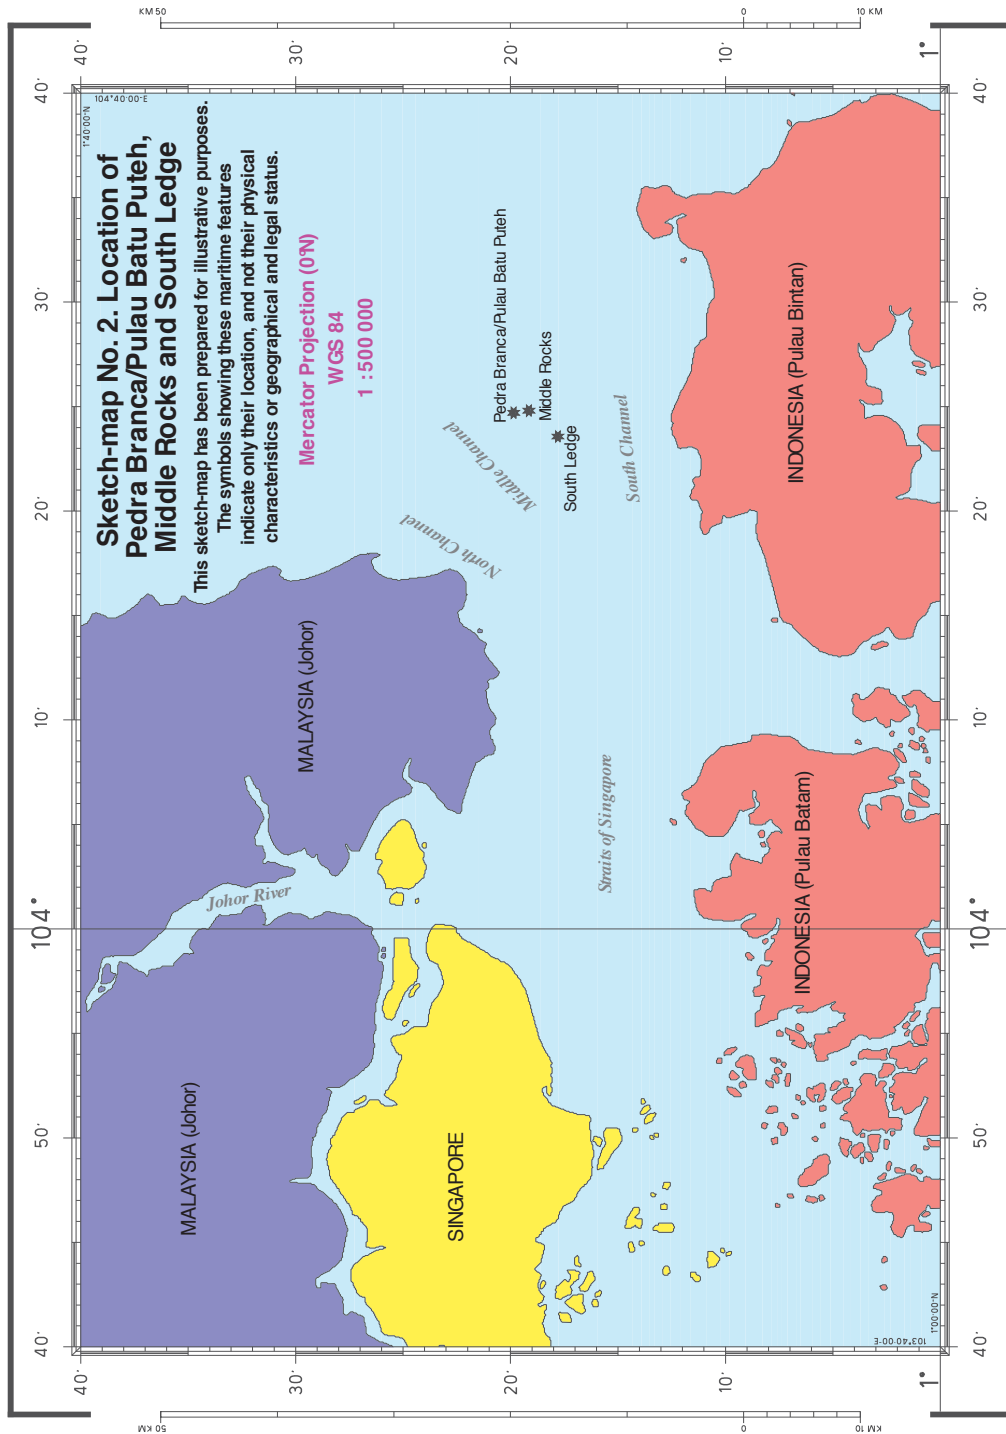 Sketch-map No. 2. Location of
Pedra Branca/Pulau Batu Puteh,
Middle Rocks and South Ledge
This sketch-map has been prepared for illustrative purposes.
The symbols showing these maritime features
indicate only their location, and not their physical
characteristics or geographical and legal status.
Mercator Projection (0°N)
WGS 84
1 : 500 000
1°40'00"N
104°40'00"E
MALAYSIA (Johor)
MALAYSIA (Johor)
Johor River
SINGAPORE
North Channel
Middle Channel
Pedra Branca/Pulau Batu Puteh
Middle Rocks
South Ledge
South Channel
Straits of Singapore
INDONESIA (Pulau Batam)
INDONESIA (Pulau Bintan)
103°40'00"E
1°00'00"N
40'
50'
104°
10'
20'
30'
40'
40'
50'
104°
10'
20'
30'
40'
40'
30'
20'
10'
1°
40'
30'
20'
10'
1°
KM 50
0
10 KM
50 KM
0
KM 10